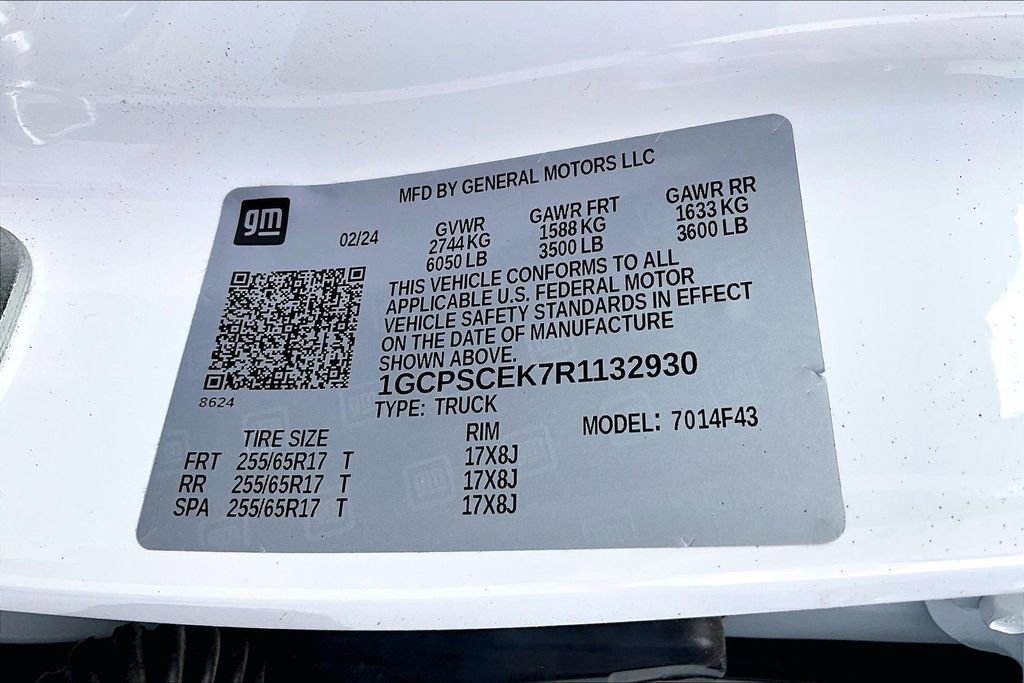 MFD BY GENERAL MOTORS LLC
gm
02/24
GVWR GAWR FRT GAWR RR
2744 KG 1588 KG 1633 KG
6050 LB 3500 LB 3600 LB
THIS VEHICLE CONFORMS TO ALL
APPLICABLE U.S. FEDERAL MOTOR
VEHICLE SAFETY STANDARDS IN EFFECT
ON THE DATE OF MANUFACTURE
SHOWN ABOVE.
1GCPSCEK7R1132930
8624
TYPE: TRUCK
MODEL: 7014F43
TIRE SIZE RIM
FRT 255/65R17 T 17X8J
RR 255/65R17 T 17X8J
SPA 255/65R17 T 17X8J